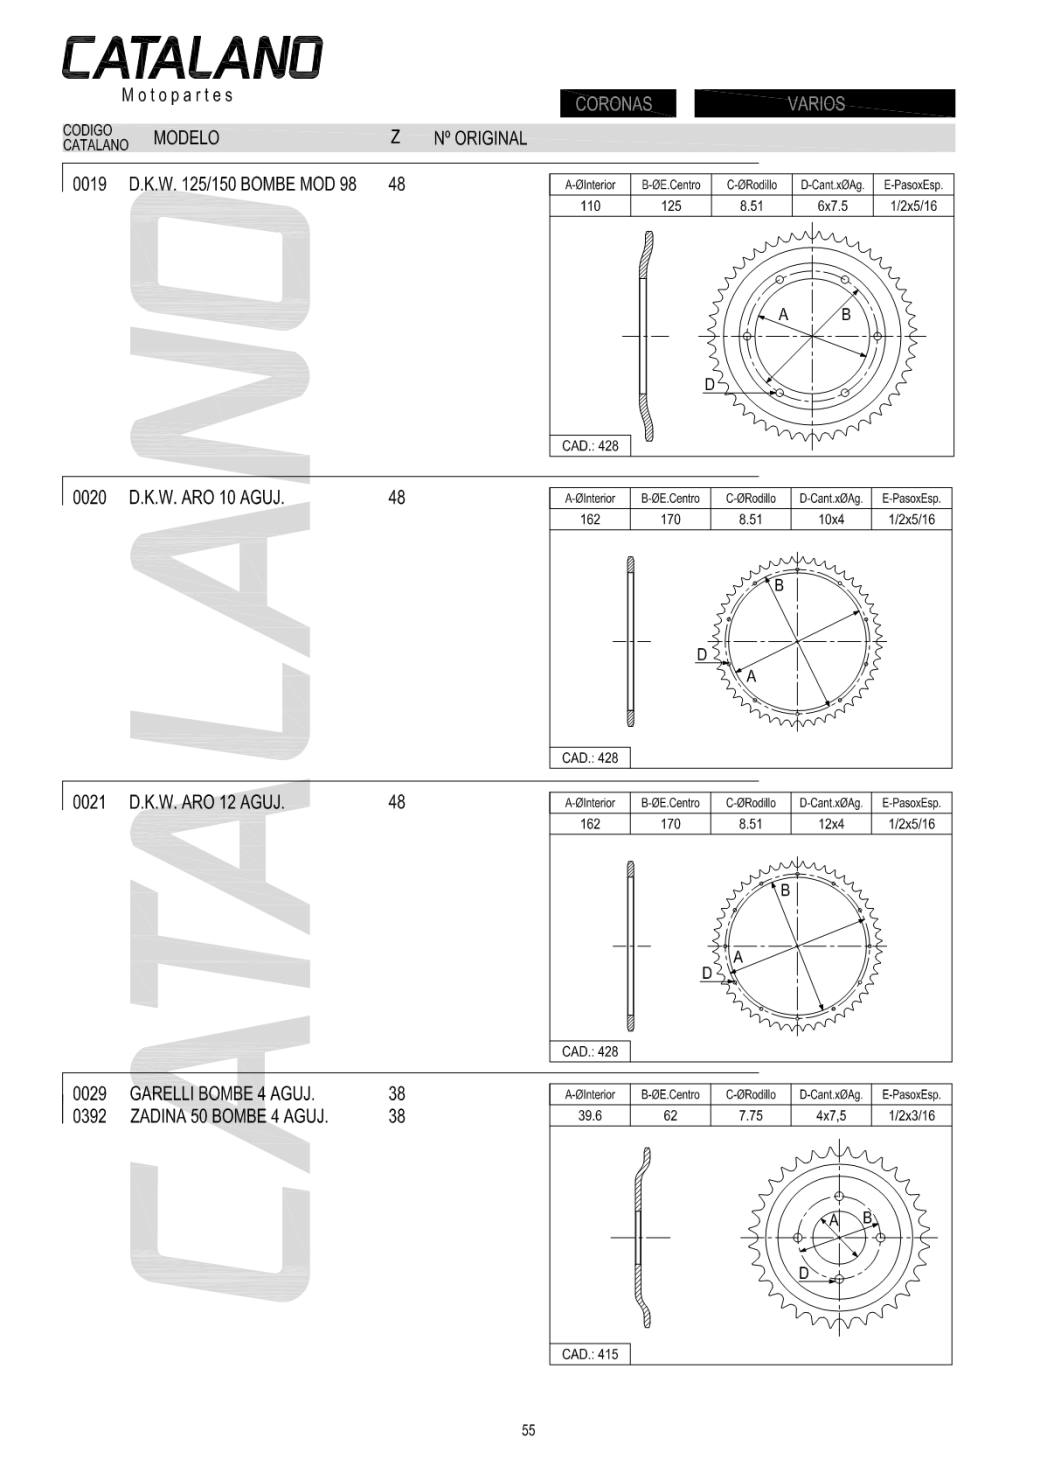 CATALANO
Motopartes
CORONAS VARIOS
CODIGO CATALANO MODELO Z Nº ORIGINAL
0019 D.K.W. 125/150 BOMBE MOD 98 48
A-ØInterior B-ØE.Centro C-ØRodillo D-Cant.xØAg. E-PasoxEsp.
110 125 8.51 6x7.5 1/2x5/16
A B
D
CAD.: 428
0020 D.K.W. ARO 10 AGUJ. 48
A-ØInterior B-ØE.Centro C-ØRodillo D-Cant.xØAg. E-PasoxEsp.
162 170 8.51 10x4 1/2x5/16
B
D
A
CAD.: 428
0021 D.K.W. ARO 12 AGUJ. 48
A-ØInterior B-ØE.Centro C-ØRodillo D-Cant.xØAg. E-PasoxEsp.
162 170 8.51 12x4 1/2x5/16
B
A
D
CAD.: 428
0029 GARELLI BOMBE 4 AGUJ. 38
0392 ZADINA 50 BOMBE 4 AGUJ. 38
A-ØInterior B-ØE.Centro C-ØRodillo D-Cant.xØAg. E-PasoxEsp.
39.6 62 7.75 4x7,5 1/2x3/16
A B
D
CAD.: 415
CATALANO
55